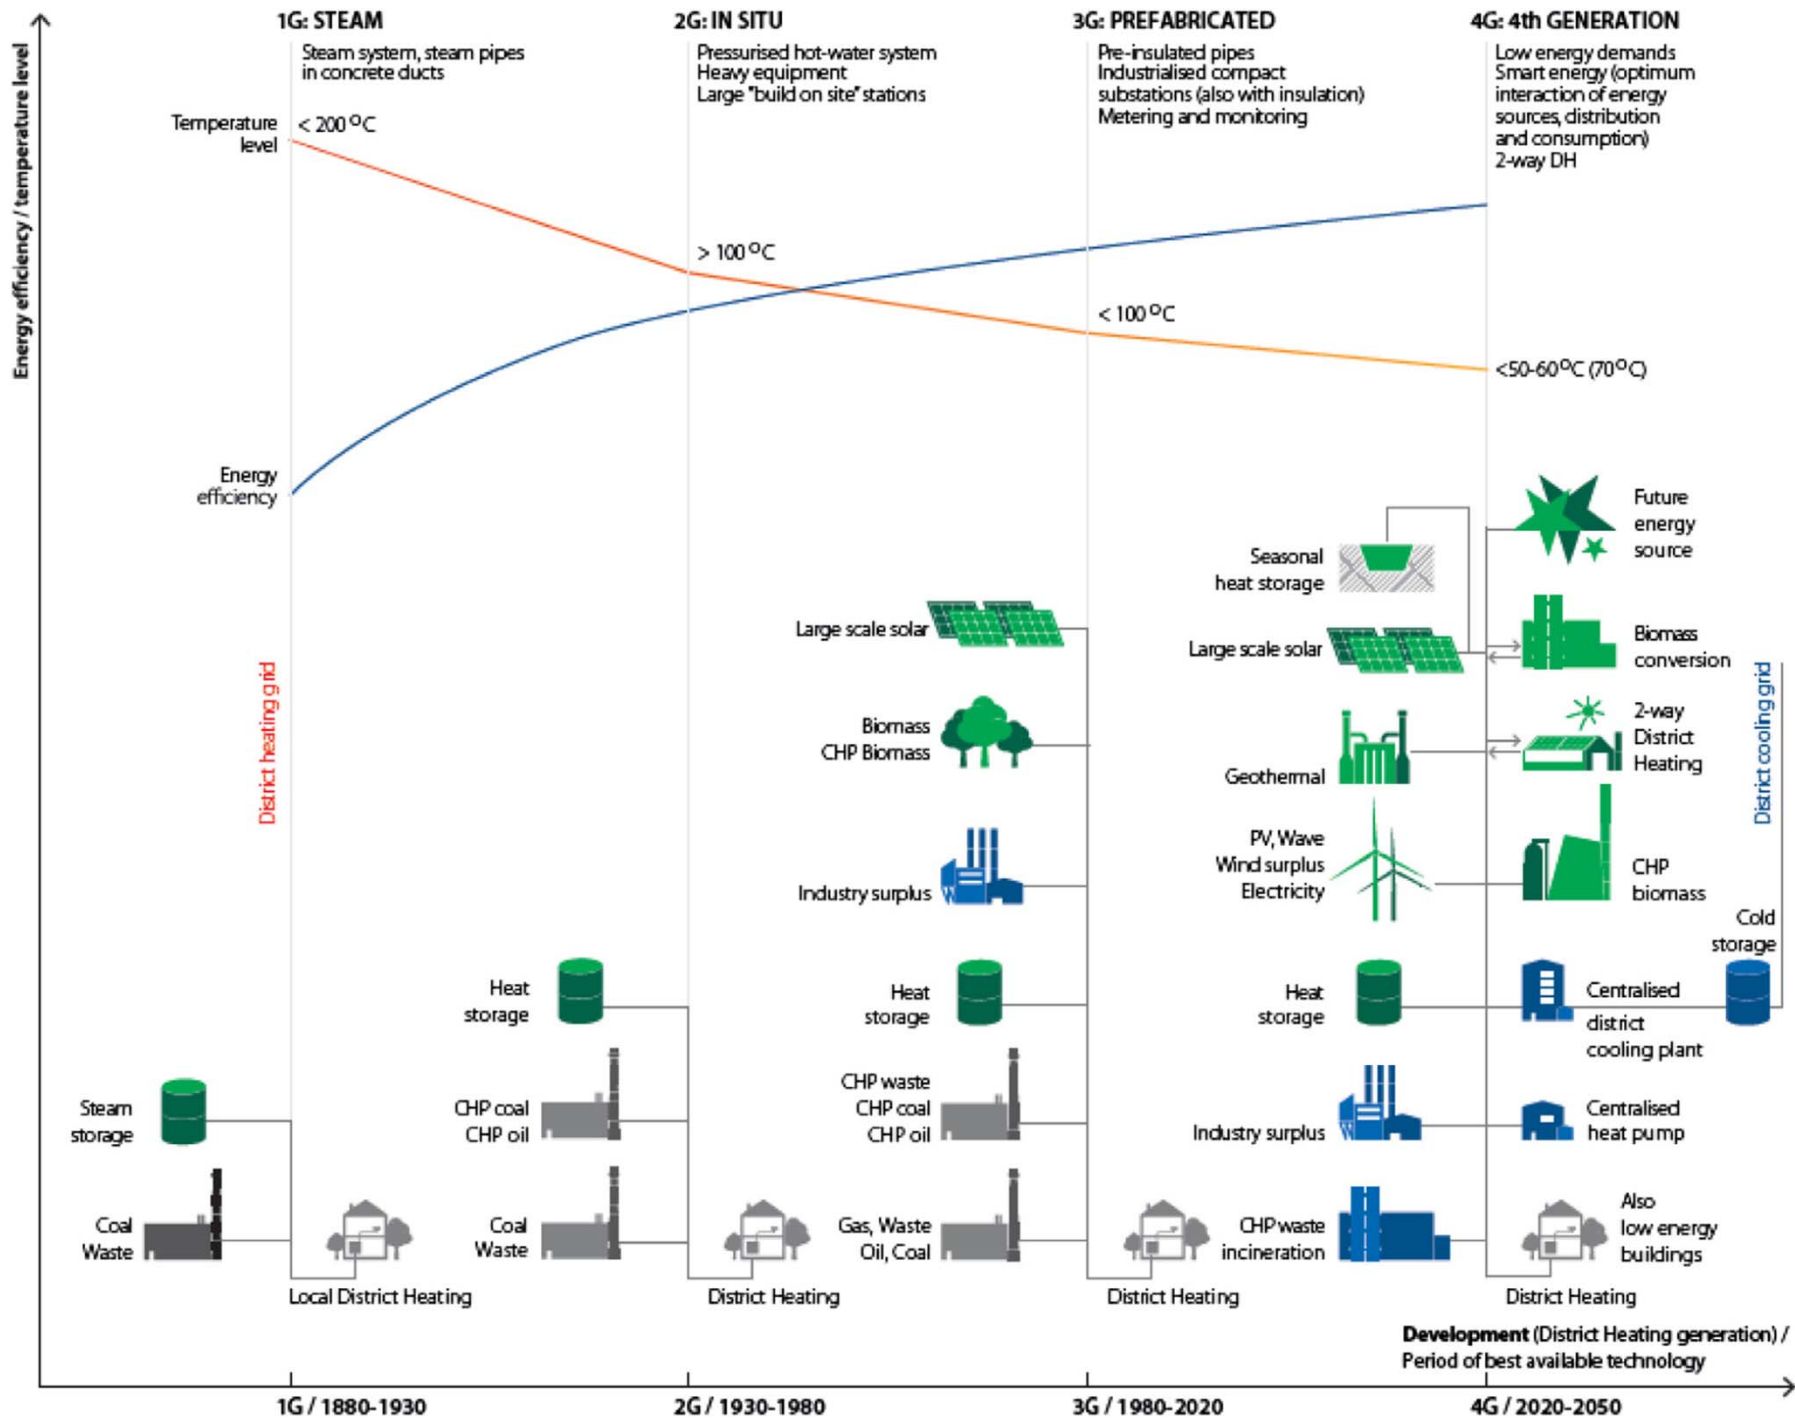 1G: STEAM
Steam system, steam pipes
in concrete ducts
2G: IN SITU
Pressurised hot-water system
Heavy equipment
Large "build on site" stations
3G: PREFABRICATED
Pre-insulated pipes
Industrialised compact
substations (also with insulation)
Metering and monitoring
4G: 4th GENERATION
Low energy demands
Smart energy (optimum
interaction of energy
sources, distribution
and consumption)
2-way DH
Energy efficiency / temperature level
Temperature
level
< 200 °C
> 100 °C
< 100 °C
<50-60°C (70°C)
Energy
efficiency
District heating grid
Steam
storage
Coal
Waste
Local District Heating
Heat
storage
CHP coal
CHP oil
Coal
Waste
District Heating
Large scale solar
Biomass
CHP Biomass
Industry surplus
Heat
storage
CHP waste
CHP coal
CHP oil
Gas, Waste
Oil, Coal
District Heating
Seasonal
heat storage
Large scale solar
Geothermal
PV, Wave
Wind surplus
Electricity
Heat
storage
Industry surplus
CHP waste
incineration
Future
energy
source
Biomass
conversion
2-way
District
Heating
CHP
biomass
Cold
storage
Centralised
district
cooling plant
Centralised
heat pump
Also
low energy
buildings
District Heating
District cooling grid
Development (District Heating generation) /
Period of best available technology
1G / 1880-1930
2G / 1930-1980
3G / 1980-2020
4G / 2020-2050